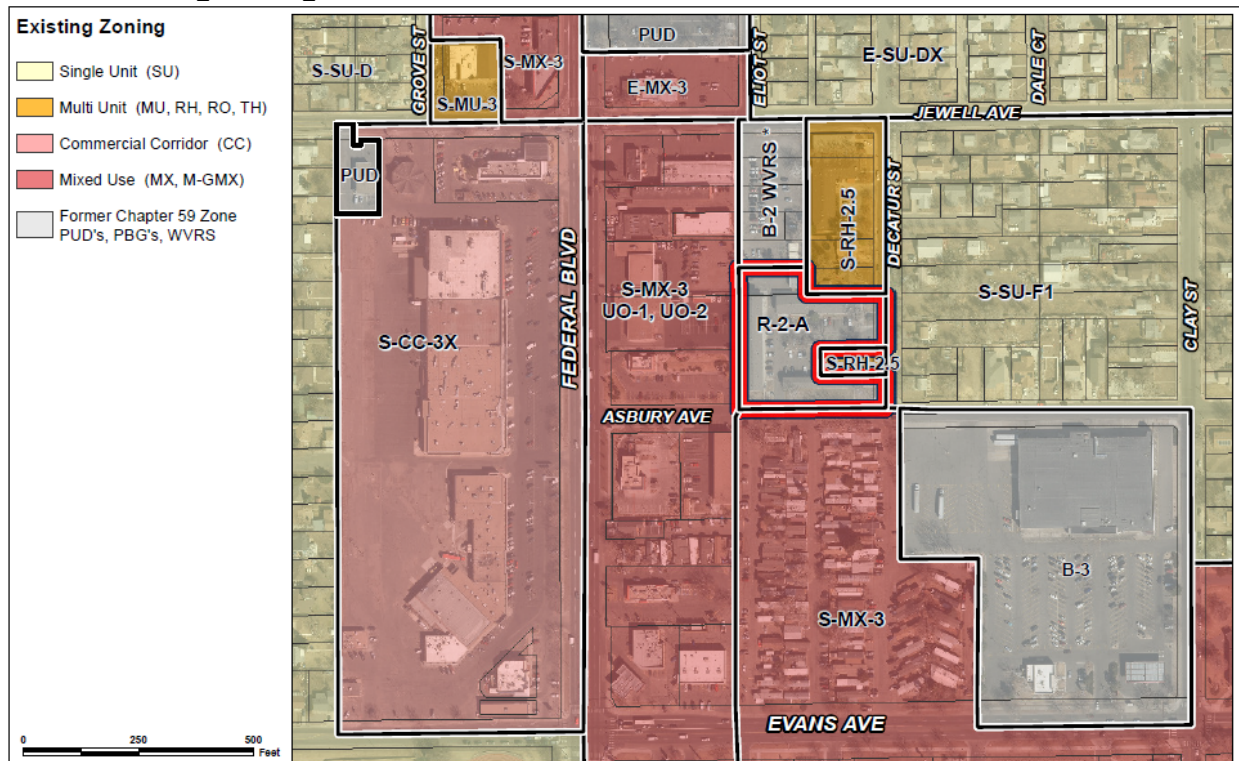 Existing Zoning
Single Unit (SU)
Multi Unit (MU, RH, RO, TH)
Commercial Corridor (CC)
Mixed Use (MX, M-GMX)
Former Chapter 59 Zone
PUD's, PBG's, WVRS
0 250 500
Feet
PUD
S-SU-D
GROVE ST
S-MX-3
S-MU-3
E-MX-3
ELIOT ST
E-SU-DX
DALE CT
JEWELL AVE
PUD
B-2 WVRS *
S-RH-2.5
DECATUR ST
S-SU-F1
CLAY ST
S-CC-3X
FEDERAL BLVD
S-MX-3
UO-1, UO-2
R-2-A
S-RH-2.5
ASBURY AVE
B-3
S-MX-3
EVANS AVE